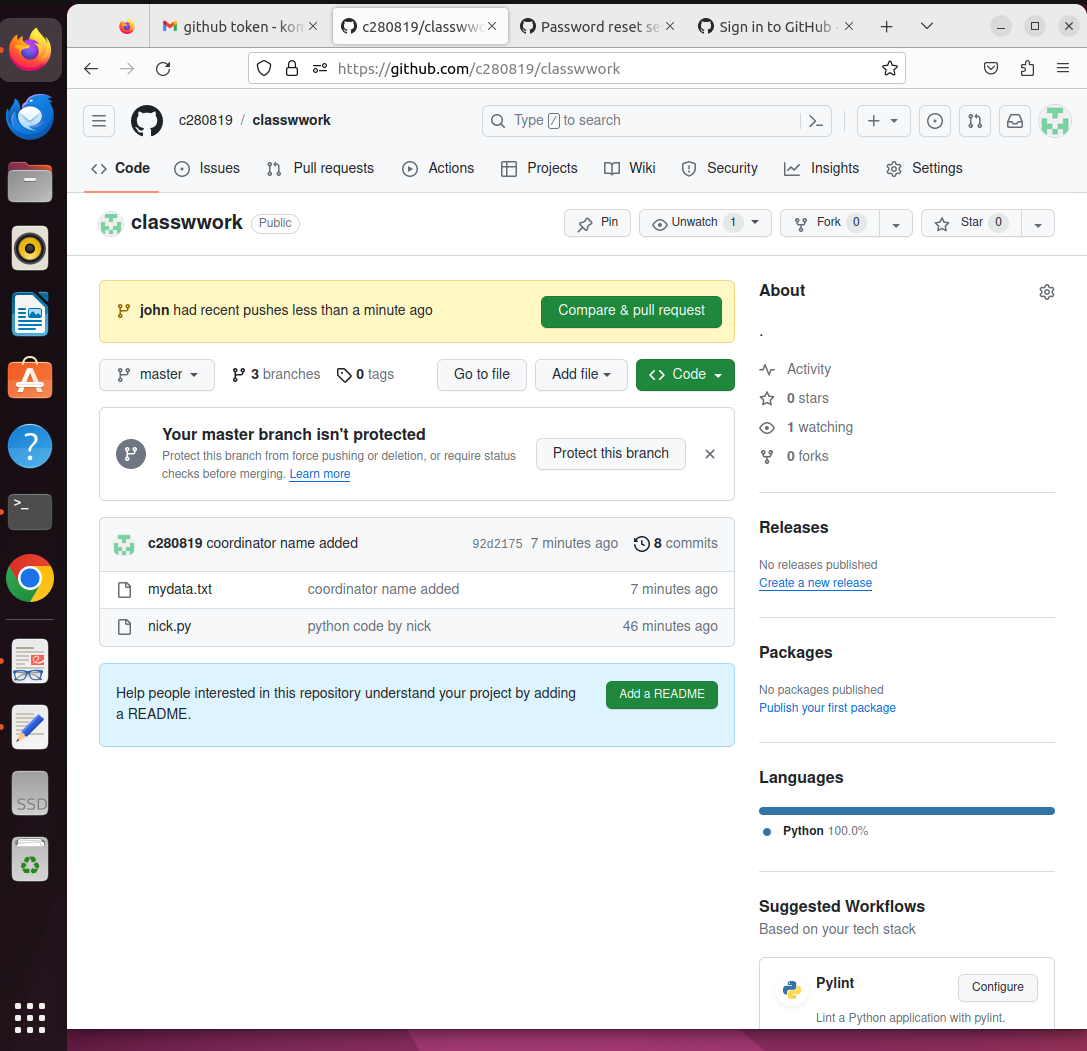 github token - kom
c280819/classwwo
Password reset se
Sign in to GitHub ·
https://github.com/c280819/classwwork
c280819 / classwwork
Type / to search
Code
Issues
Pull requests
Actions
Projects
Wiki
Security
Insights
Settings
classwwork Public
Pin
Unwatch 1
Fork 0
Star 0
john had recent pushes less than a minute ago
Compare & pull request
master
3 branches
0 tags
Go to file
Add file
Code
Your master branch isn't protected
Protect this branch from force pushing or deletion, or require status
checks before merging. Learn more
Protect this branch
c280819 coordinator name added 92d2175 7 minutes ago 8 commits
mydata.txt coordinator name added 7 minutes ago
nick.py python code by nick 46 minutes ago
Help people interested in this repository understand your project by adding
a README.
Add a README
About
.
Activity
0 stars
1 watching
0 forks
Releases
No releases published
Create a new release
Packages
No packages published
Publish your first package
Languages
Python 100.0%
Suggested Workflows
Based on your tech stack
Pylint
Configure
Lint a Python application with pylint.
SSD